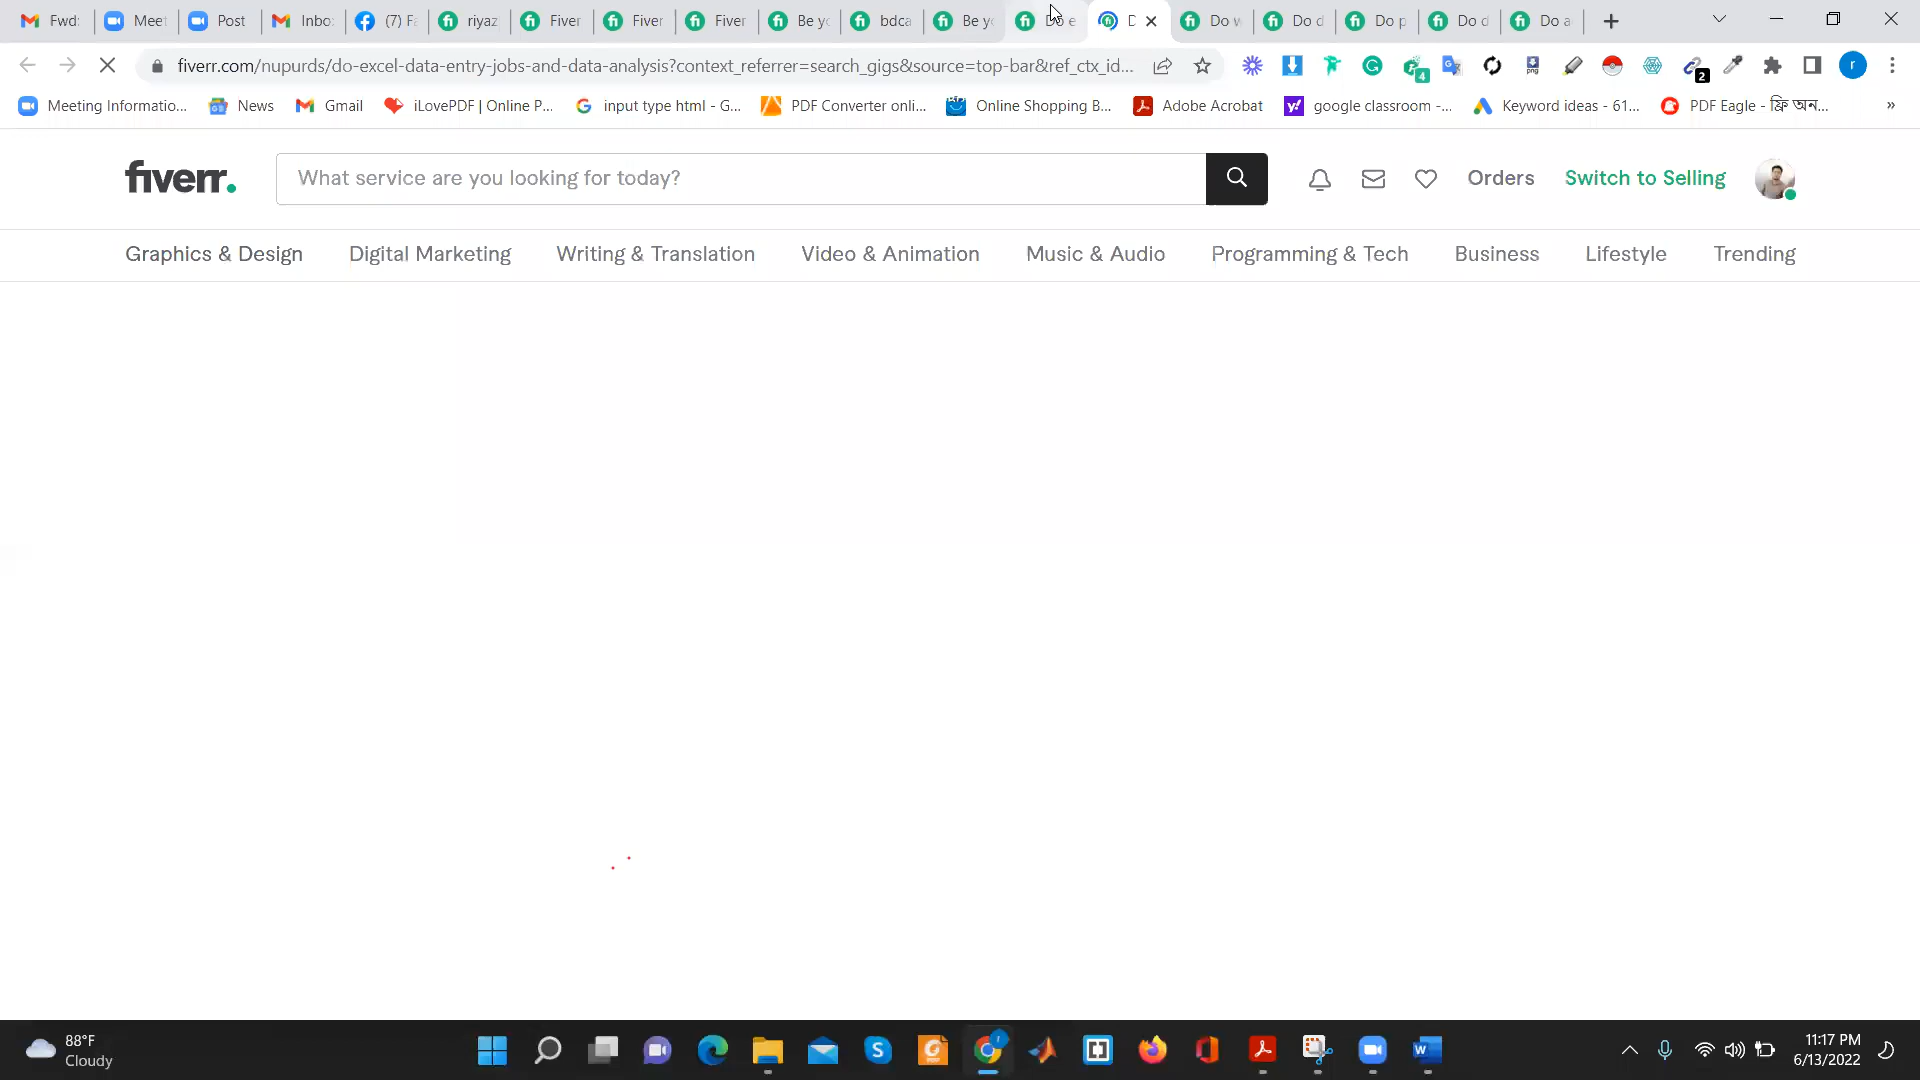 Fwd:
Meet
Post
Inbo
(7) Fa
riyaz
Fiver
Fiver
Fiver
Be yo
bdca
Be yo
Do e
D
Do w
Do d
Do p
Do d
Do a
fiverr.com/nupurds/do-excel-data-entry-jobs-and-data-analysis?context_referrer=search_gigs&source=top-bar&ref_ctx_id...
4
2
r
Meeting Informatio...
News
Gmail
iLovePDF | Online P...
input type html - G...
PDF Converter onli...
Online Shopping B...
Adobe Acrobat
google classroom -...
Keyword ideas - 61...
PDF Eagle - ফ্রি অন...
»
fiverr.
What service are you looking for today?
Orders
Switch to Selling
Graphics & Design
Digital Marketing
Writing & Translation
Video & Animation
Music & Audio
Programming & Tech
Business
Lifestyle
Trending
88°F
Cloudy
11:17 PM
6/13/2022